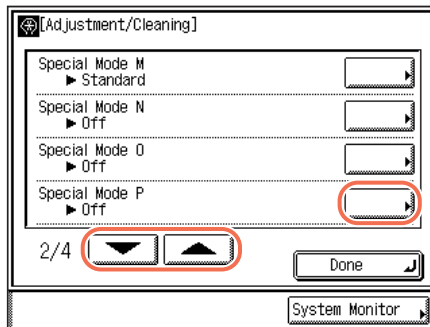 [Adjustment/Cleaning]
Special Mode M
► Standard
Special Mode N
► Off
Special Mode O
► Off
Special Mode P
► Off
2/4
Done
System Monitor